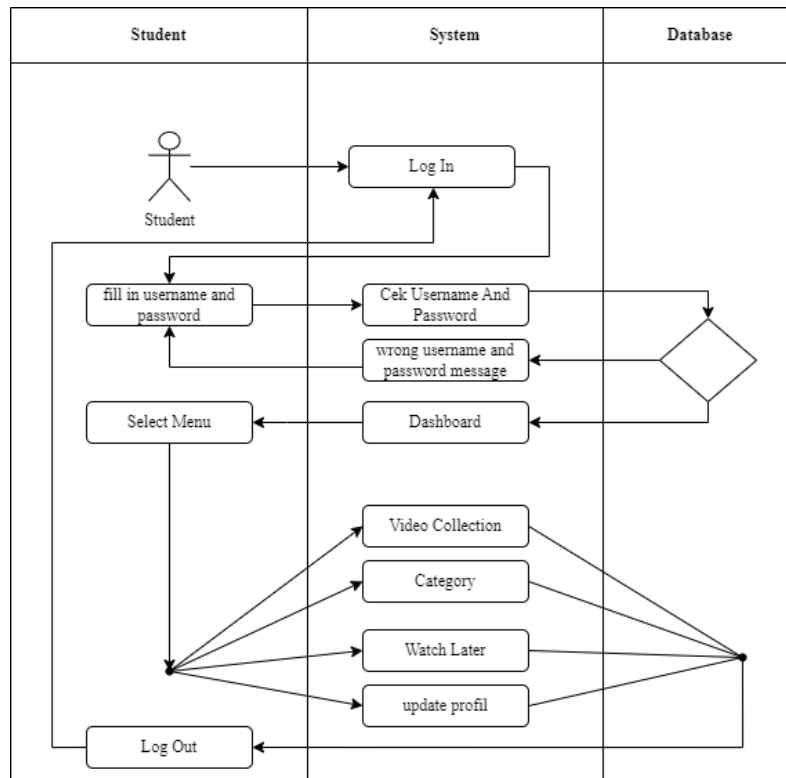 Student
System
Database
Log In
Student
fill in username and
password
Cek Username And
Password
wrong username and
password message
Select Menu
Dashboard
Video Collection
Category
Watch Later
update profil
Log Out